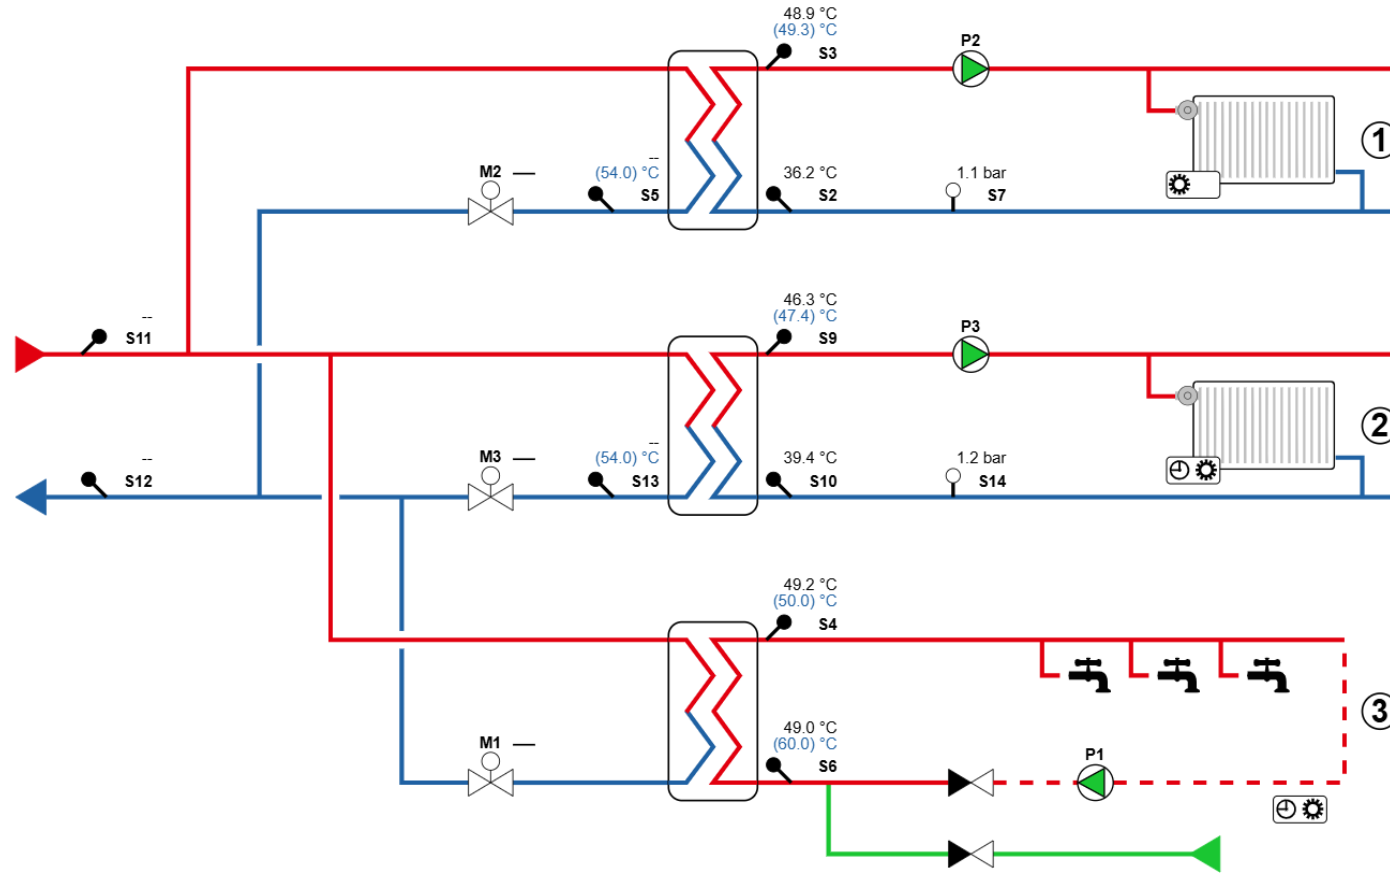 48.9 °C
(49.3) °C
S3
P2
1
M2 —
--
(54.0) °C
S5
36.2 °C
S2
1.1 bar
S7
46.3 °C
(47.4) °C
S9
P3
--
S11
2
--
S12
M3 —
--
(54.0) °C
S13
39.4 °C
S10
1.2 bar
S14
49.2 °C
(50.0) °C
S4
3
M1 —
49.0 °C
(60.0) °C
S6
P1